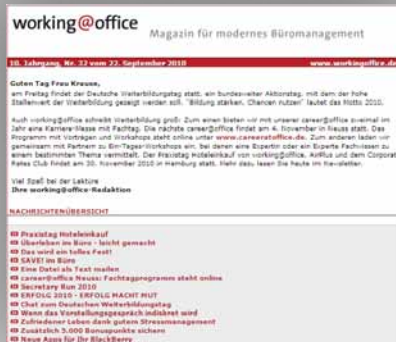 working@office Magazin für modernes Büromanagement
10. Jahrgang, Nr. 32 vom 22. September 2010 www.workingoffice.de
Guten Tag Frau Krause,
am Freitag findet der Deutsche Weiterbildungstag statt, ein bundesweiter Aktionstag, mit dem der hohe
Stellenwert der Weiterbildung gezeigt werden soll. "Bildung stärken. Chancen nutzen" lautet das Motto 2010.
Auch working@office schreibt Weiterbildung groß: Zum einen bieten wir mit unserer career@office zweimal im
Jahr eine Karriere-Messe mit Fachtag. Die nächste career@office findet am 4. November in Neuss statt. Das
Programm mit Vorträgen und Workshops steht online unter www.careeratoffice.de. Zum anderen laden wir
gemeinsam mit Partnern zu Ein-Tages-Workshops ein, bei denen eine Expertin oder ein Experte Fachwissen zu
einem bestimmten Thema vermittelt. Der Praxistag Hoteleinkauf von working@office, AirPlus und dem Corporate
Rates Club findet am 30. November 2010 in Hamburg statt. Mehr dazu lesen Sie heute im Newsletter.
Viel Spaß bei der Lektüre
Ihre working@office-Redaktion
NACHRICHTENÜBERSICHT
Praxistag Hoteleinkauf
Überleben im Büro - leicht gemacht
Das wird ein tolles Fest!
SAVE! im Büro
Eine Datei als Text mailen
career@office Neuss: Fachtagprogramm steht online
Secretary Run 2010
ERFOLG 2010 - ERFOLG MACHT MUT
Chat zum Deutschen Weiterbildungstag
Wenn das Vorstellungsgespräch indiskret wird
Zufriedener Leben dank gutem Stressmanagement
Zusätzlich 5.000 Bonuspunkte sichern
Neue Apps für Ihr BlackBerry